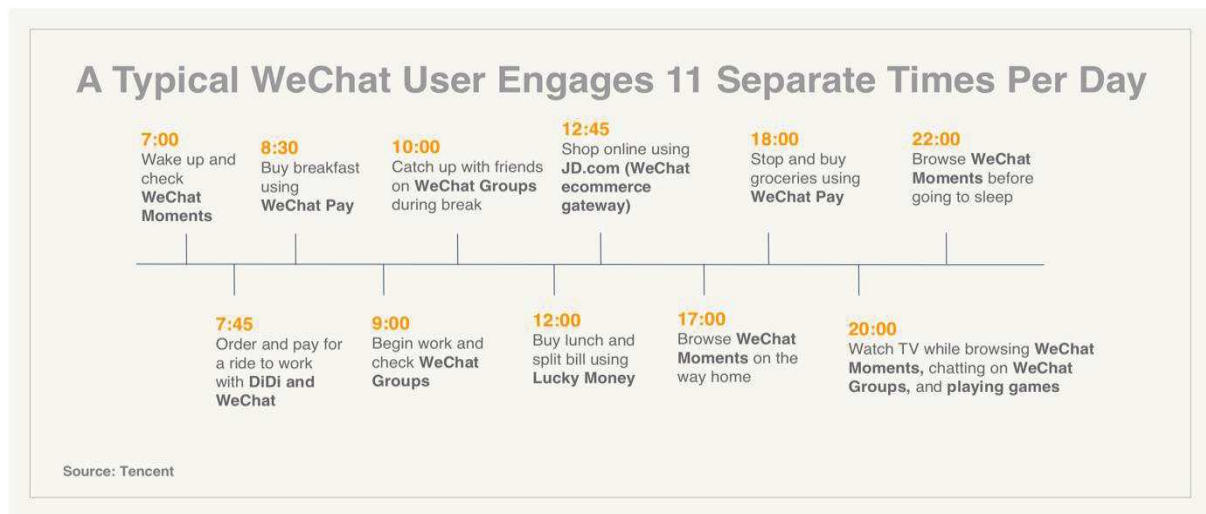 A Typical WeChat User Engages 11 Separate Times Per Day
7:00
Wake up and
check
WeChat
Moments
7:45
Order and pay for
a ride to work
with DiDi and
WeChat
8:30
Buy breakfast
using
WeChat Pay
9:00
Begin work and
check WeChat
Groups
10:00
Catch up with friends
on WeChat Groups
during break
12:00
Buy lunch and
split bill using
Lucky Money
12:45
Shop online using
JD.com (WeChat
ecommerce
gateway)
17:00
Browse WeChat
Moments on the
way home
18:00
Stop and buy
groceries using
WeChat Pay
20:00
Watch TV while browsing WeChat
Moments, chatting on WeChat
Groups, and playing games
22:00
Browse WeChat
Moments before
going to sleep
Source: Tencent